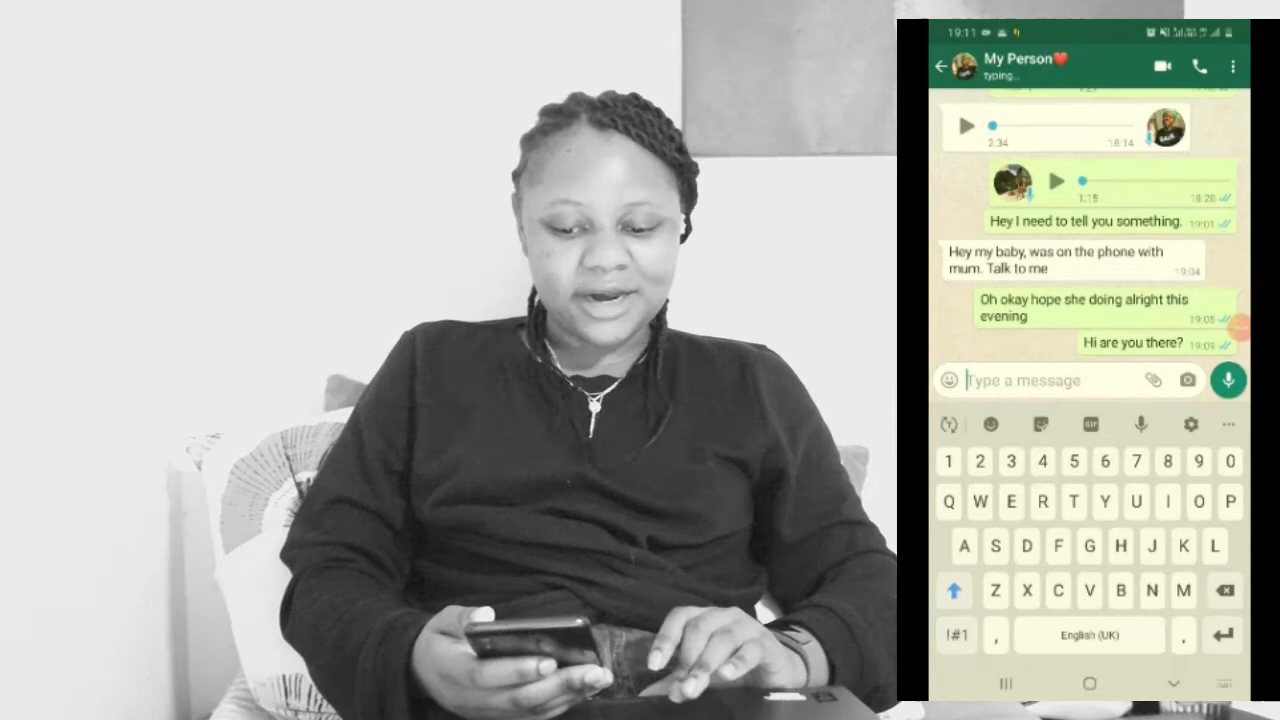 19:11
My Person❤️
typing...
2:34 18:14
1:15 18:28
Hey I need to tell you something. 19:01
Hey my baby, was on the phone with
mum. Talk to me 19:04
Oh okay hope she doing alright this
evening 19:05
Hi are you there? 19:09
Type a message
GIF
1 2 3 4 5 6 7 8 9 0
Q W E R T Y U I O P
A S D F G H J K L
Z X C V B N M
!#1 , English (UK) .